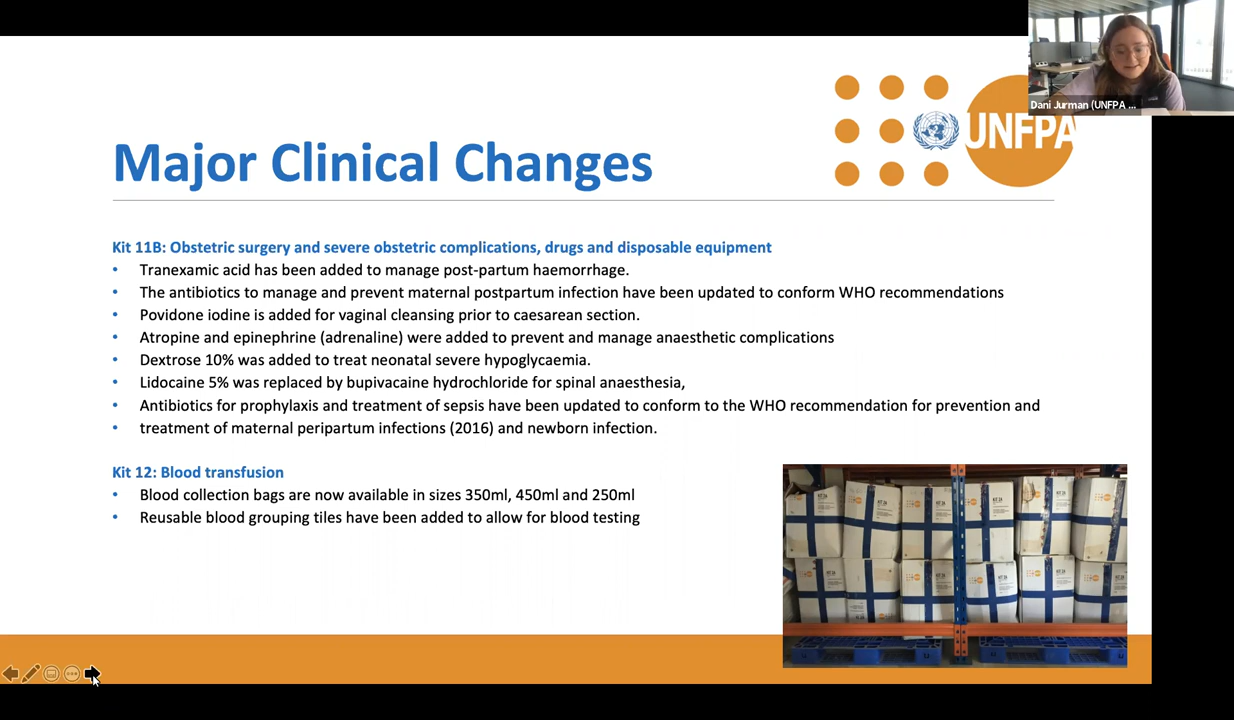 Dani Jurman (UNFPA ...
UNFPA
Major Clinical Changes
Kit 11B: Obstetric surgery and severe obstetric complications, drugs and disposable equipment
• Tranexamic acid has been added to manage post-partum haemorrhage.
• The antibiotics to manage and prevent maternal postpartum infection have been updated to conform WHO recommendations
• Povidone iodine is added for vaginal cleansing prior to caesarean section.
• Atropine and epinephrine (adrenaline) were added to prevent and manage anaesthetic complications
• Dextrose 10% was added to treat neonatal severe hypoglycaemia.
• Lidocaine 5% was replaced by bupivacaine hydrochloride for spinal anaesthesia,
• Antibiotics for prophylaxis and treatment of sepsis have been updated to conform to the WHO recommendation for prevention and
• treatment of maternal peripartum infections (2016) and newborn infection.
Kit 12: Blood transfusion
• Blood collection bags are now available in sizes 350ml, 450ml and 250ml
• Reusable blood grouping tiles have been added to allow for blood testing